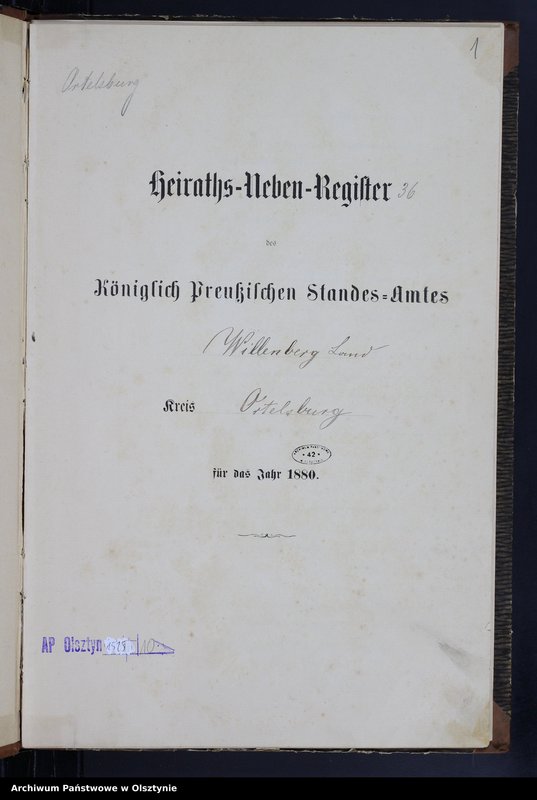 1
Ortelsburg
Heiraths-Neben-Register 36
des
Königlich Preußischen Standes-Amtes
Willenberg Land
Kreis Ortelsburg
42
für das Jahr 1880.
AP Olsztyn 10
Archiwum Państwowe w Olsztynie